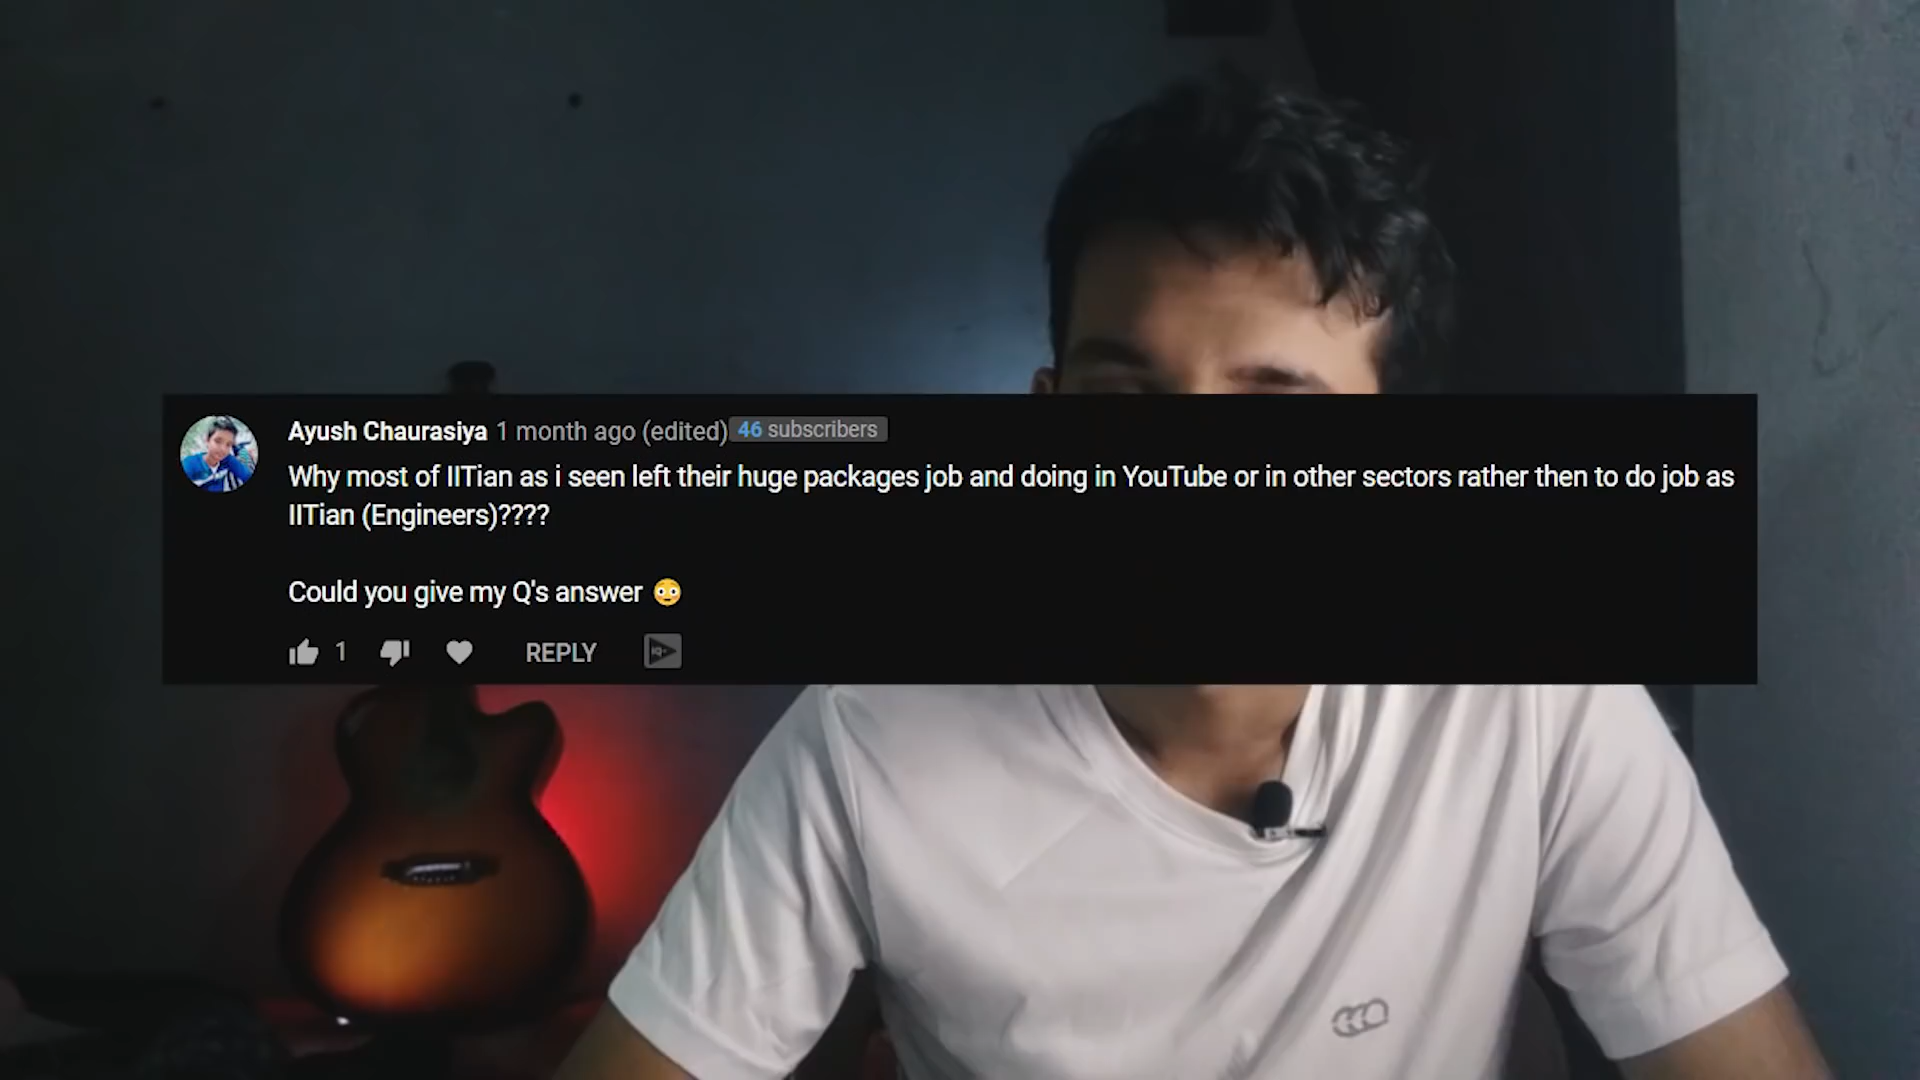 Ayush Chaurasiya 1 month ago (edited) 46 subscribers
Why most of IITian as i seen left their huge packages job and doing in YouTube or in other sectors rather then to do job as
IITian (Engineers)????
Could you give my Q's answer 😳
1 REPLY